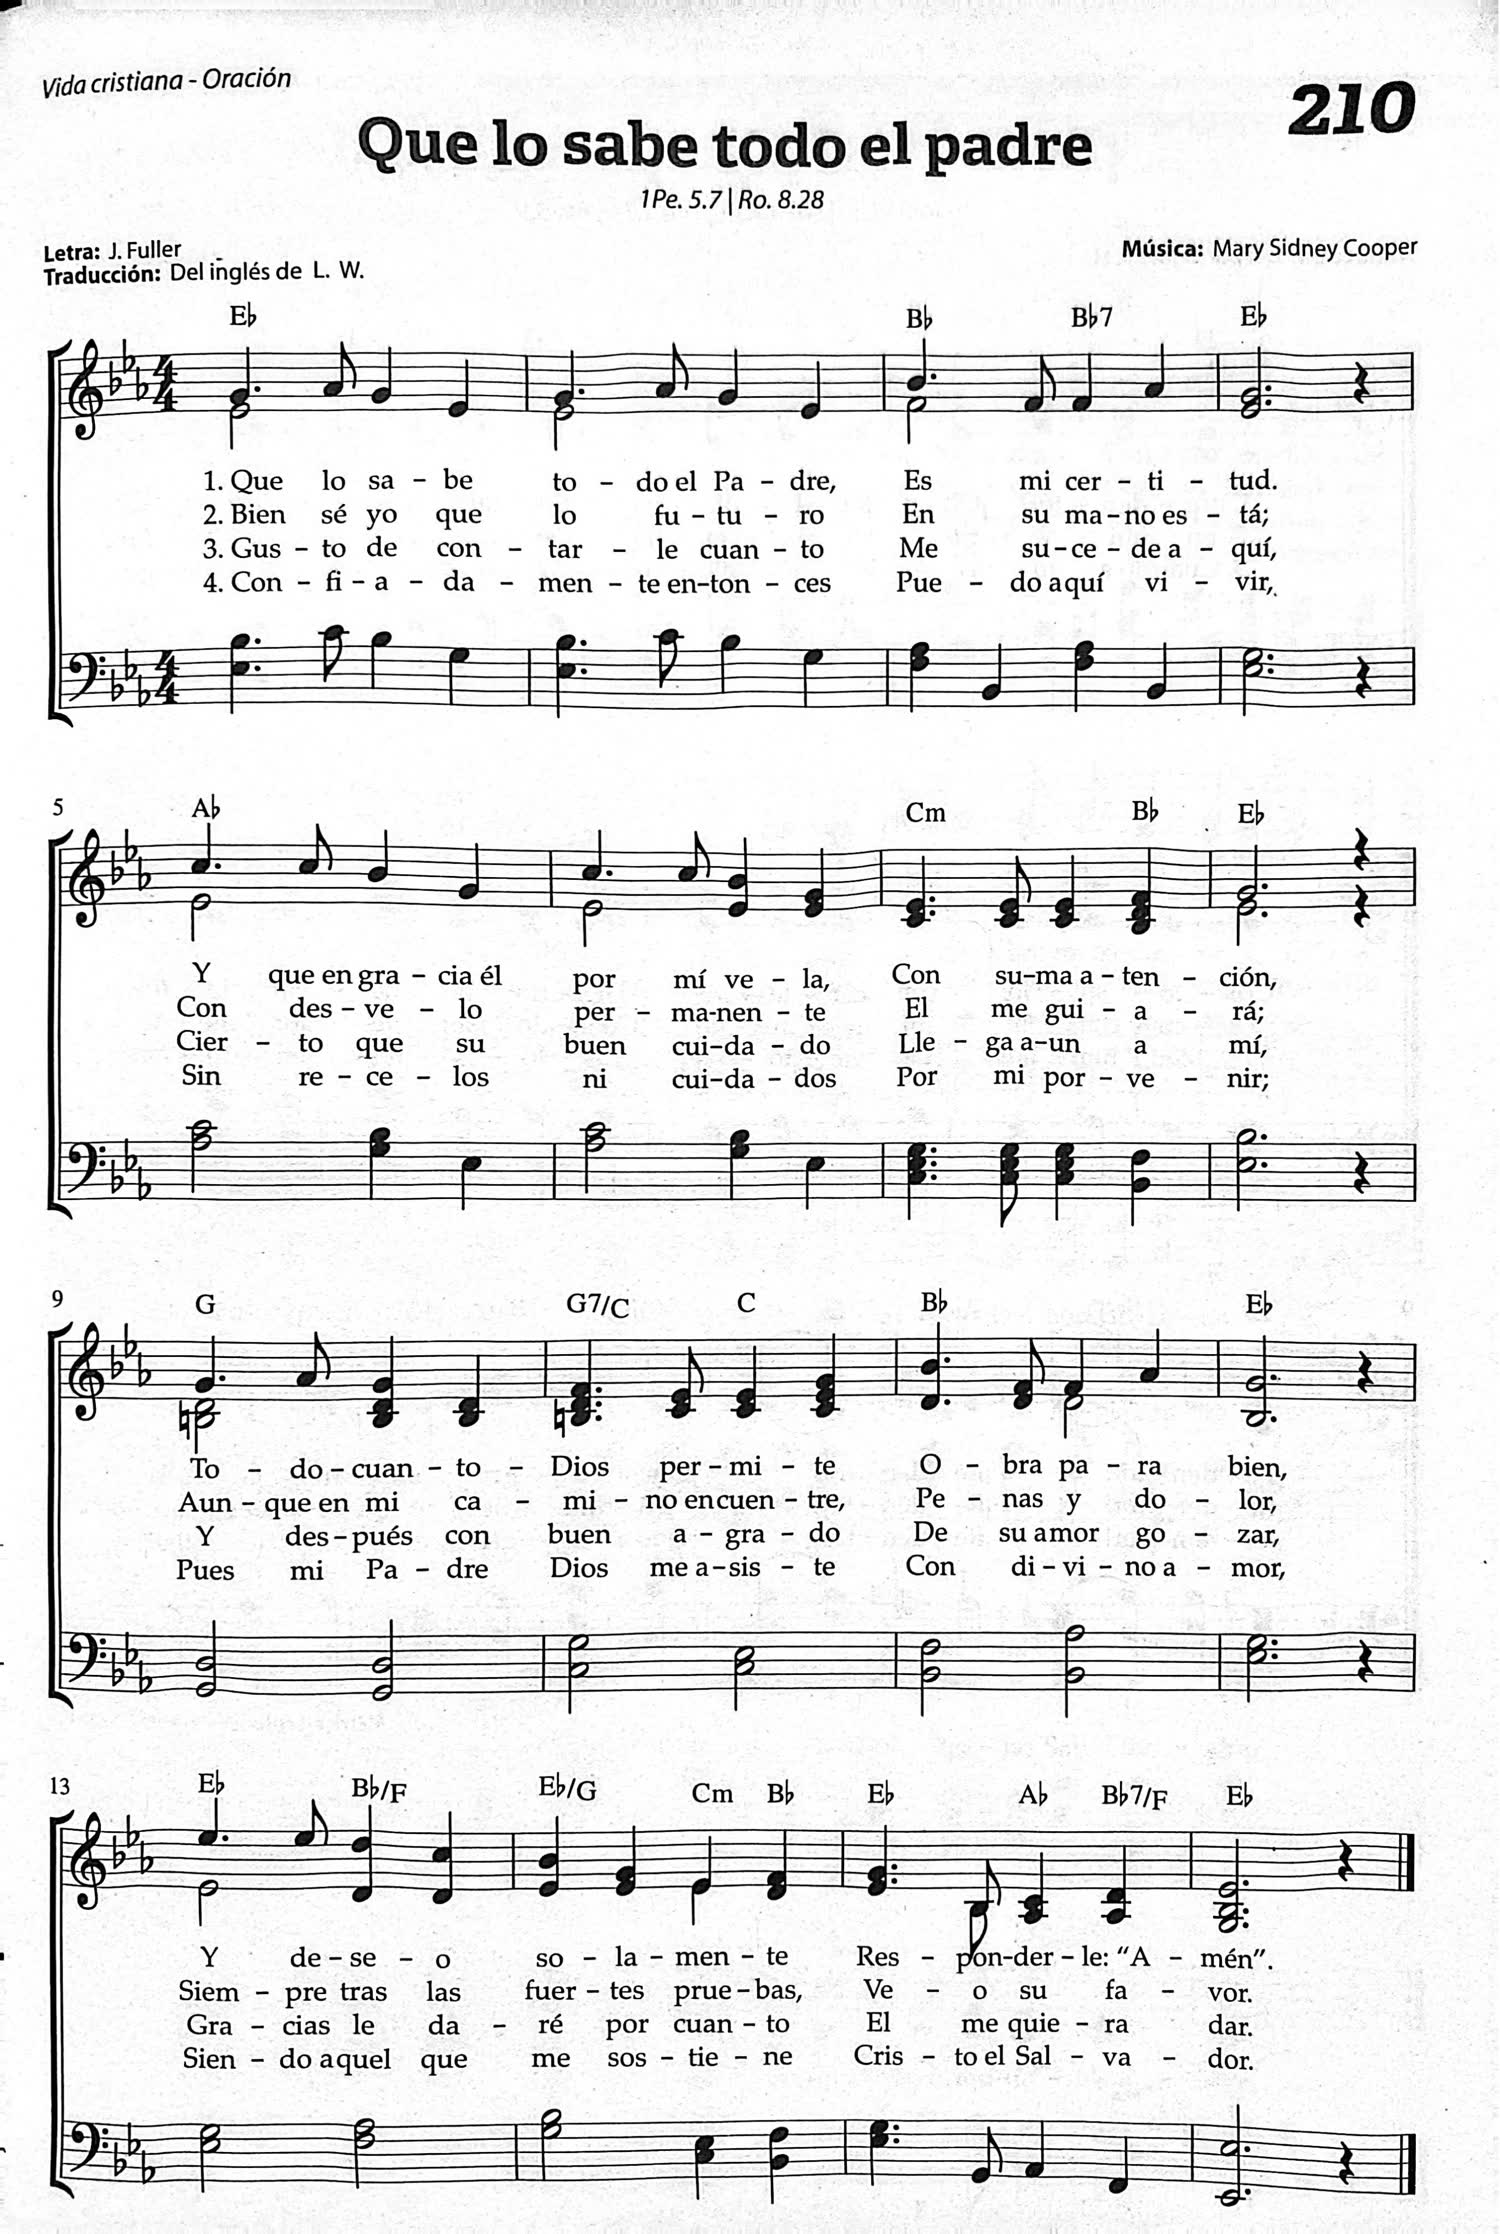 Vida cristiana - Oración
210
Que lo sabe todo el padre
1Pe. 5.7 | Ro. 8.28
Letra: J. Fuller
Traducción: Del inglés de L. W.
Música: Mary Sidney Cooper
E♭ B♭ B♭7 E♭
4/4
1. Que lo sa – be to – do el Pa – dre, Es mi cer – ti – tud.
2. Bien sé yo que lo fu – tu – ro En su ma – no es – tá;
3. Gus – to de con – tar – le cuan – to Me su – ce – de a – quí,
4. Con – fi – a – da – men – te en – ton – ces Pue – do aquí vi – vir,
4/4
5 A♭ Cm B♭ E♭
Y que en gra – cia él por mí ve – la, Con su – ma a – ten – ción,
Con des – ve – lo per – ma-nen – te El me gui – a – rá;
Cier – to que su buen cui – da – do Lle – ga a – un a mí,
Sin re – ce – los ni cui – da – dos Por mi por – ve – nir;
9 G G7/C C B♭ E♭
To – do – cuan – to – Dios per – mi – te O – bra pa – ra bien,
Aun – que en mi ca – mi – no encuen – tre, Pe – nas y do – lor,
Y des – pués con buen a – gra – do De su amor go – zar,
Pues mi Pa – dre Dios me a – sis – te Con di – vi – no a – mor,
13 E♭ B♭/F E♭/G Cm B♭ E♭ A♭ B♭7/F E♭
Y de – se – o so – la – men – te Res – pon-der – le: “A – mén”.
Siem – pre tras las fuer – tes prue – bas, Ve – o su fa – vor.
Gra – cias le da – ré por cuan – to El me quie – ra dar.
Sien – do aquel que me sos – tie – ne Cris – to el Sal – va – dor.